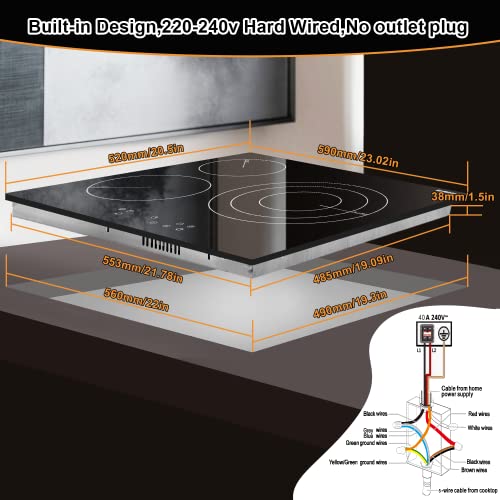 Built-in Design,220-240v Hard Wired,No outlet plug
520mm/20.5in
590mm/23.02in
38mm/1.5in
553mm/21.78in
485mm/19.09in
560mm/22in
490mm/19.3in
40A 240V~
L1
L2
Cable from home
power supply
Black wires
Red wires
White wires
Grey wires
Blue wires
Green ground wires
Yellow/Green ground wires
Black wires
Brown wires
5-wire cable from cooktop